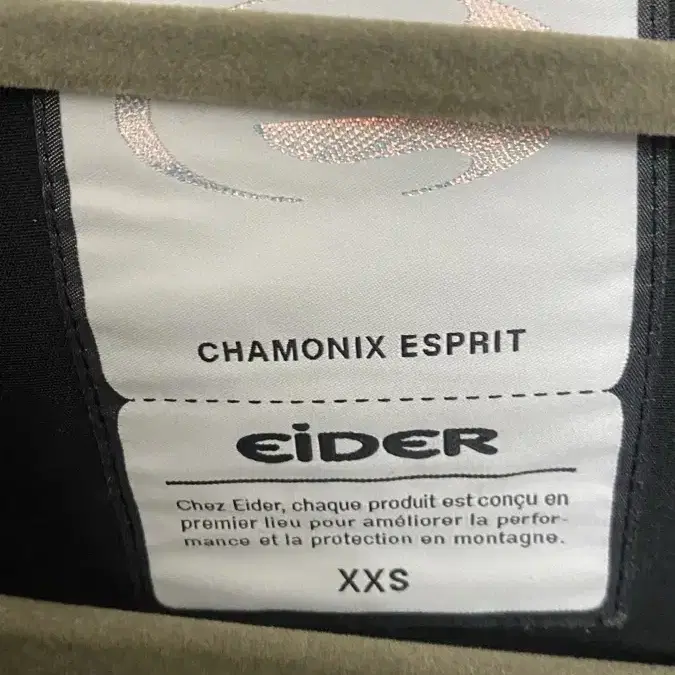 CHAMONIX ESPRIT
EiDER
Chez Eider, chaque produit est conçu en
premier lieu pour améliorer la perfor-
mance et la protection en montagne.
XXS